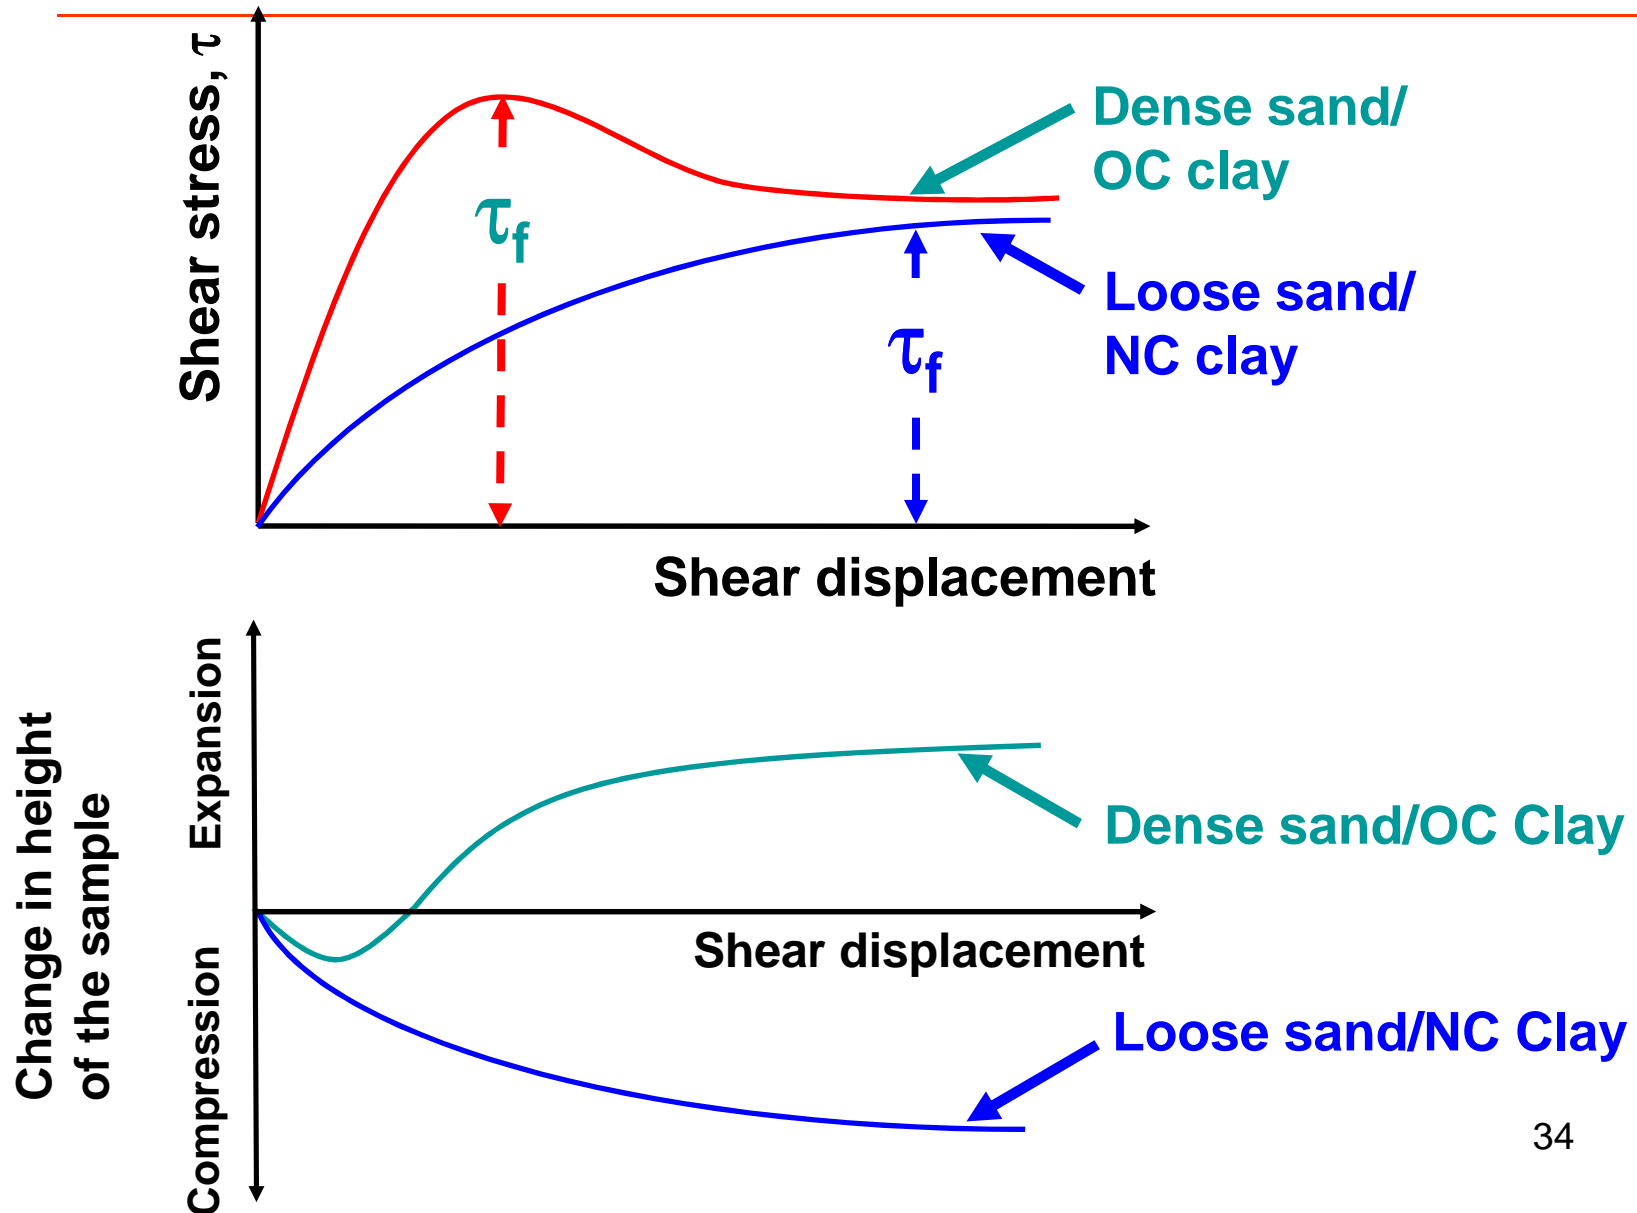 Shear stress, τ
Dense sand/
OC clay
τf
Loose sand/
NC clay
τf
Shear displacement
Change in height
of the sample
Expansion
Compression
Dense sand/OC Clay
Shear displacement
Loose sand/NC Clay
34